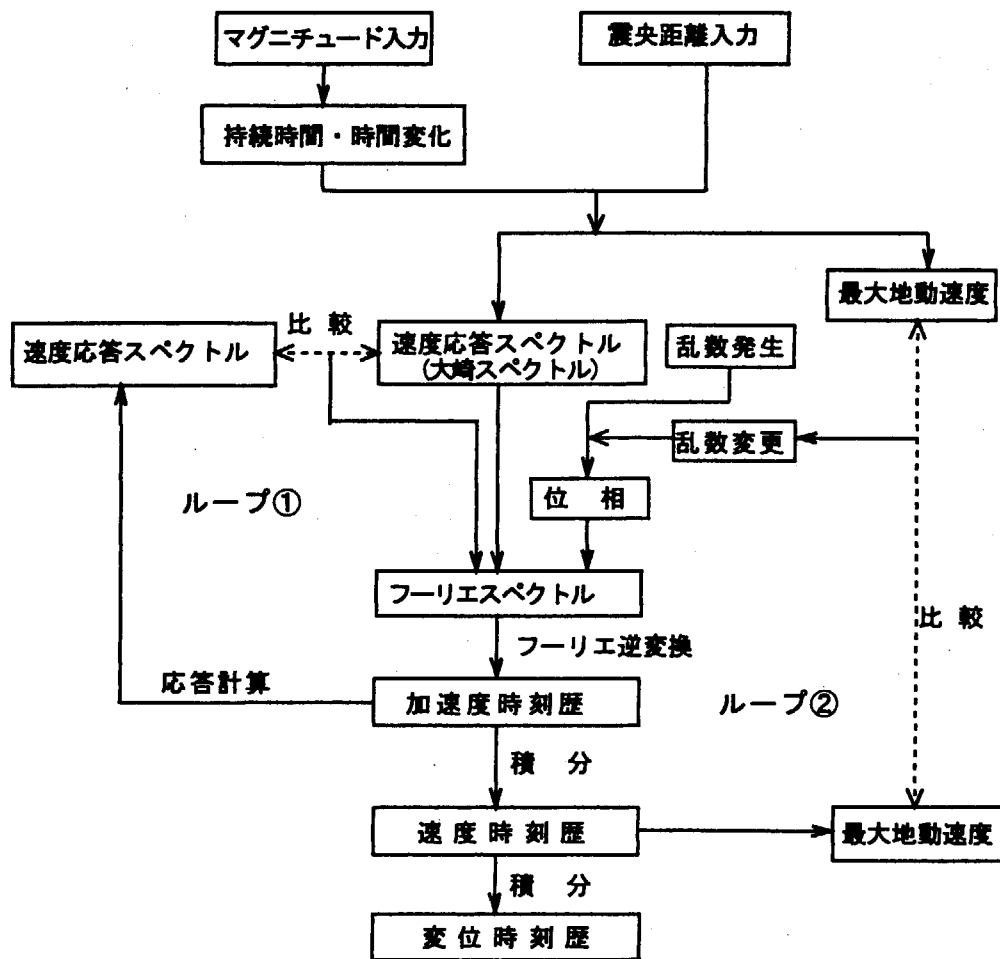 マグニチュード入力
震央距離入力
持続時間・時間変化
最大地動速度
比較
速度応答スペクトル
速度応答スペクトル
(大崎スペクトル)
乱数発生
乱数変更
位相
ループ①
フーリエスペクトル
比較
フーリエ逆変換
応答計算
加速度時刻歴
ループ②
積分
速度時刻歴
最大地動速度
積分
変位時刻歴